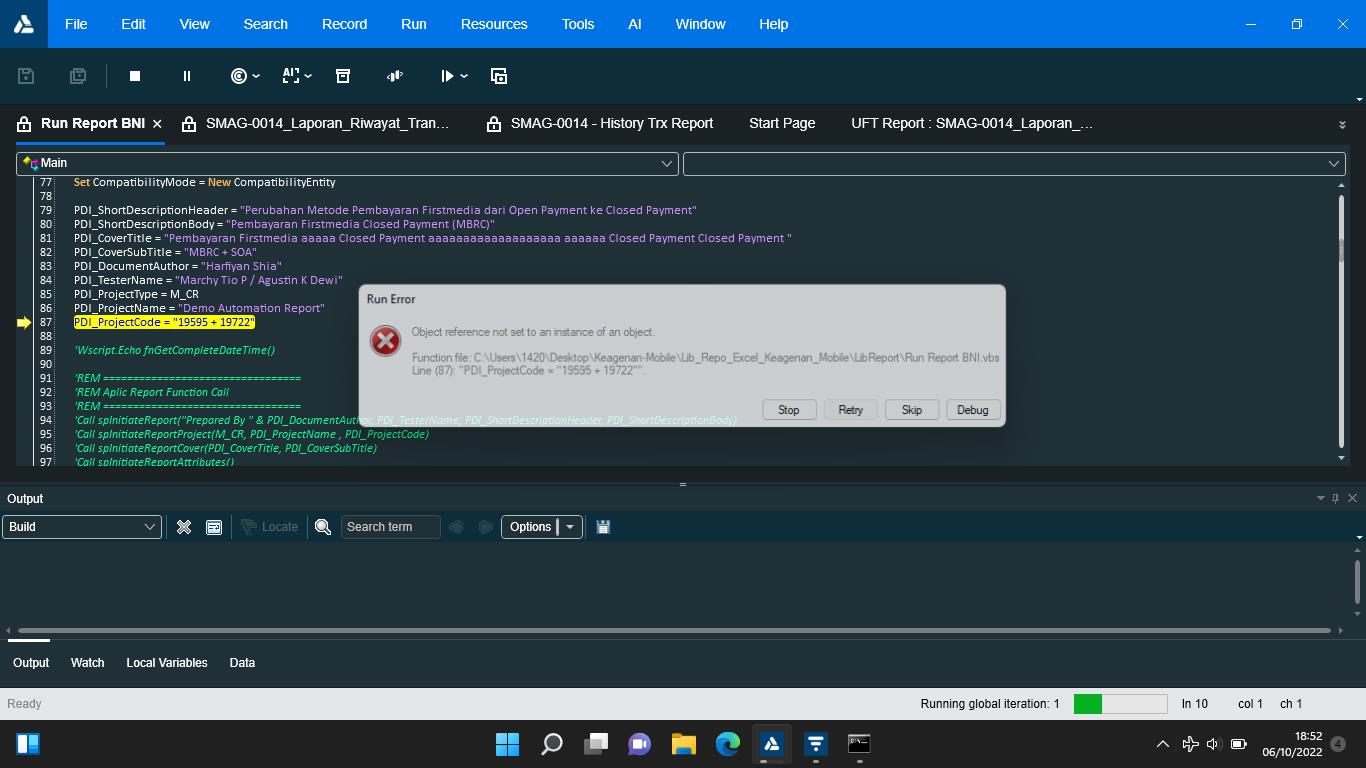 File Edit View Search Record Run Resources Tools AI Window Help
AI
Run Report BNI SMAG-0014_Laporan_Riwayat_Tran... SMAG-0014 - History Trx Report Start Page UFT Report : SMAG-0014_Laporan_...
Main
77 Set CompatibilityMode = New CompatibilityEntity
78
79 PDI_ShortDescriptionHeader = "Perubahan Metode Pembayaran Firstmedia dari Open Payment ke Closed Payment"
80 PDI_ShortDescriptionBody = "Pembayaran Firstmedia Closed Payment (MBRC)"
81 PDI_CoverTitle = "Pembayaran Firstmedia aaaaa Closed Payment aaaaaaaaaaaaaaaaaaa aaaaaa Closed Payment Closed Payment "
82 PDI_CoverSubTitle = "MBRC + SOA"
83 PDI_DocumentAuthor = "Harfiyan Shia"
84 PDI_TesterName = "Marchy Tio P / Agustin K Dewi"
85 PDI_ProjectType = M_CR
86 PDI_ProjectName = "Demo Automation Report"
87 PDI_ProjectCode = "19595 + 19722"
88
89 'Wscript.Echo fnGetCompleteDateTime()
90
91 'REM =================================
92 'REM Aplic Report Function Call
93 'REM =================================
94 'Call spInitiateReport("Prepared By " & PDI_DocumentAuthor, PDI_TesterName, PDI_ShortDescriptionHeader, PDI_ShortDescriptionBody)
95 'Call spInitiateReportProject(M_CR, PDI_ProjectName , PDI_ProjectCode)
96 'Call spInitiateReportCover(PDI_CoverTitle, PDI_CoverSubTitle)
97 'Call spInitiateReportAttributes()
Run Error
Object reference not set to an instance of an object.
Function file: C:\Users\1420\Desktop\Keagenan-Mobile\Lib_Repo_Excel_Keagenan_Mobile\LibReport\Run Report BNI.vbs
Line (87): "PDI_ProjectCode = "19595 + 19722"".
Stop Retry Skip Debug
Output
Build Locate Search term Options
Output Watch Local Variables Data
Ready Running global iteration: 1 ln 10 col 1 ch 1
18:52
06/10/2022
4